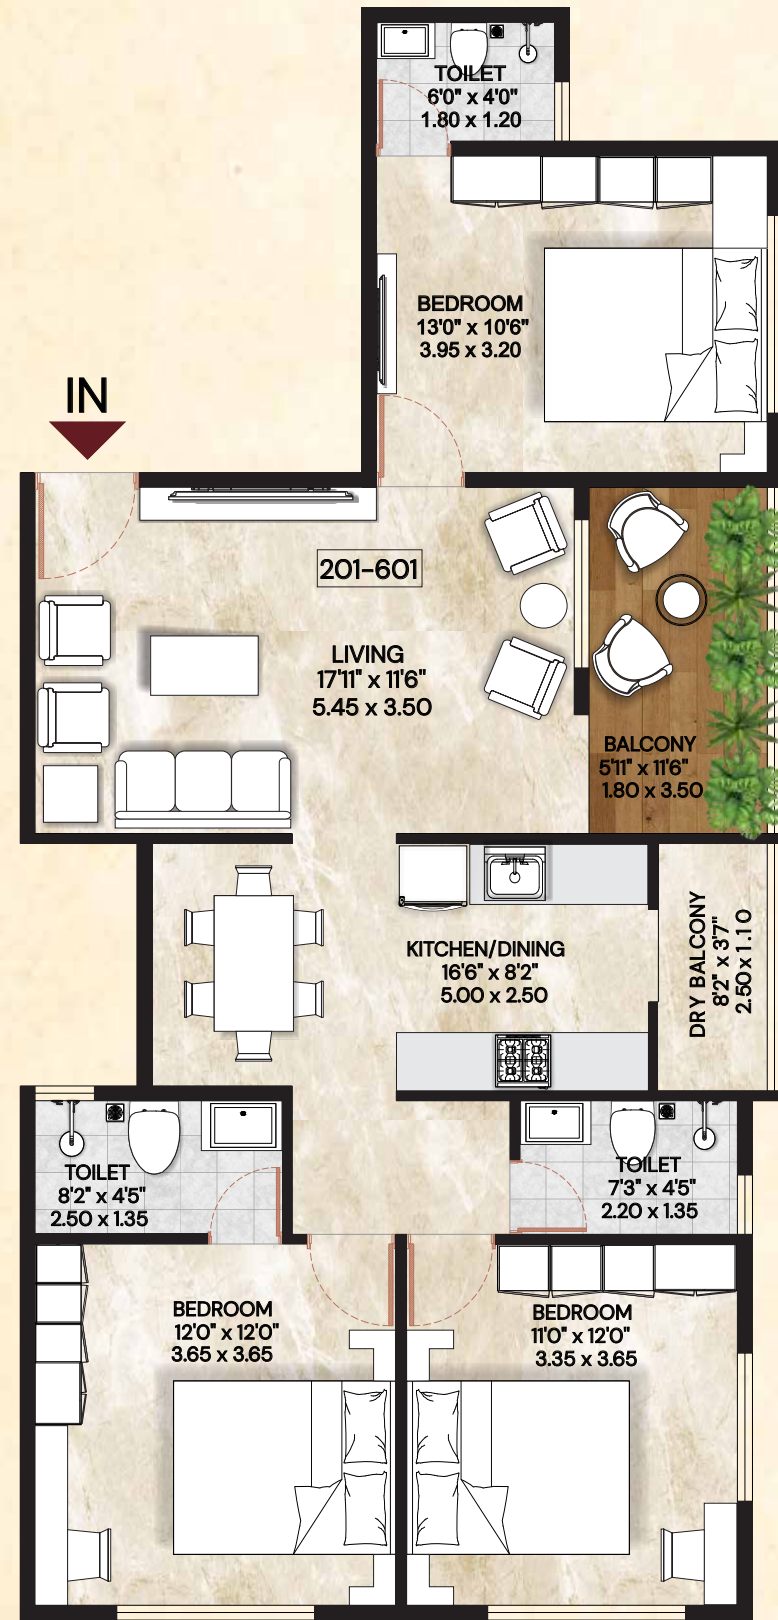 TOILET
6'0" x 4'0"
1.80 x 1.20
BEDROOM
13'0" x 10'6"
3.95 x 3.20
IN
201-601
LIVING
17'11" x 11'6"
5.45 x 3.50
BALCONY
5'11" x 11'6"
1.80 x 3.50
KITCHEN/DINING
16'6" x 8'2"
5.00 x 2.50
DRY BALCONY
8'2" x 3'7"
2.50 x 1.10
TOILET
8'2" x 4'5"
2.50 x 1.35
TOILET
7'3" x 4'5"
2.20 x 1.35
BEDROOM
12'0" x 12'0"
3.65 x 3.65
BEDROOM
11'0" x 12'0"
3.35 x 3.65